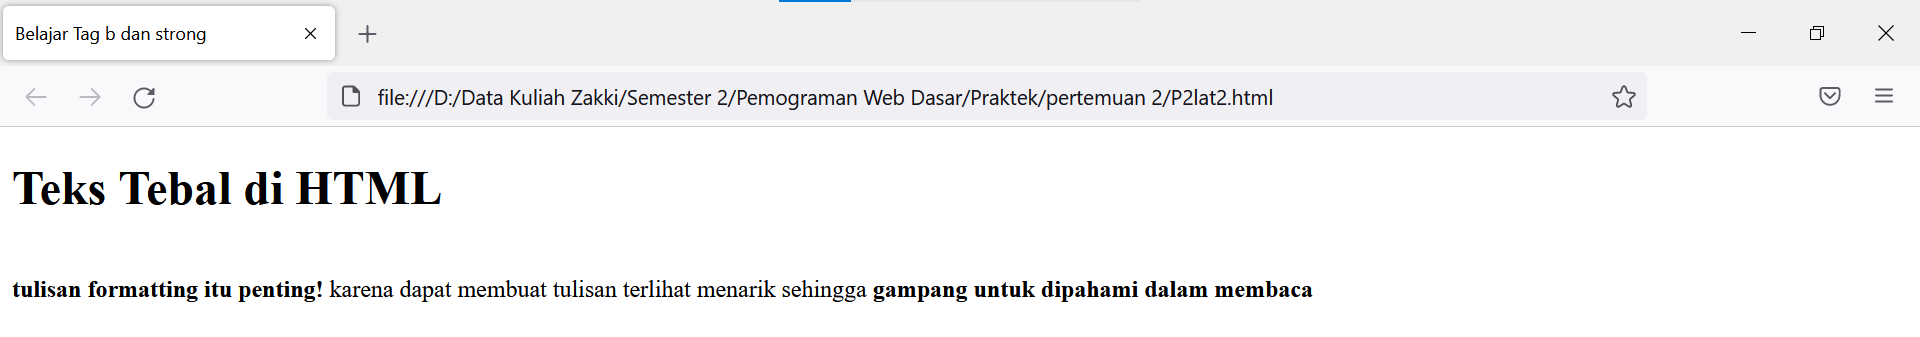 Belajar Tag b dan strong
file:///D:/Data Kuliah Zakki/Semester 2/Pemograman Web Dasar/Praktek/pertemuan 2/P2lat2.html
Teks Tebal di HTML
tulisan formatting itu penting! karena dapat membuat tulisan terlihat menarik sehingga gampang untuk dipahami dalam membaca